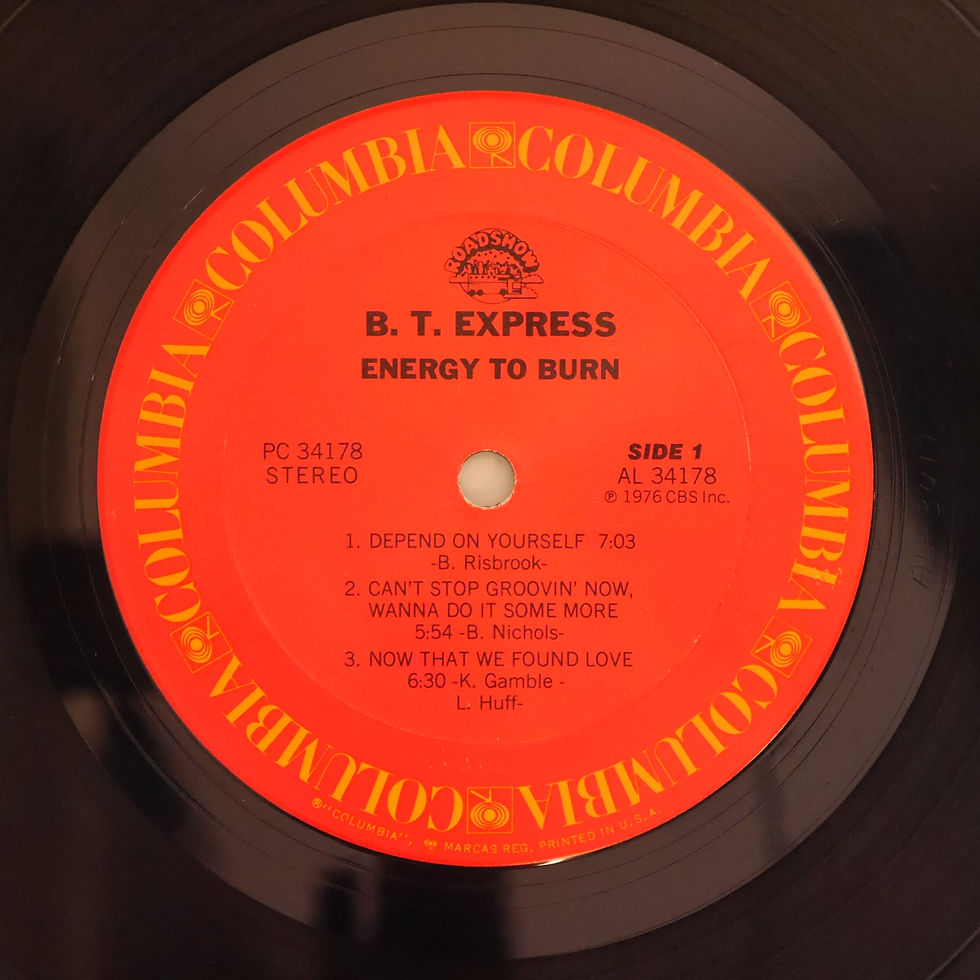 COLUMBIA COLUMBIA COLUMBIA COLUMBIA COLUMBIA COLUMBIA COLUMBIA COLUMBIA
ROADSHOW
B. T. EXPRESS
ENERGY TO BURN
PC 34178
STEREO
SIDE 1
AL 34178
℗ 1976 CBS Inc.
1. DEPEND ON YOURSELF 7:03
-B. Risbrook-
2. CAN'T STOP GROOVIN' NOW,
WANNA DO IT SOME MORE
5:54 -B. Nichols-
3. NOW THAT WE FOUND LOVE
6:30 -K. Gamble -
L. Huff-
®"COLUMBIA", MARCAS REG. PRINTED IN U.S.A.